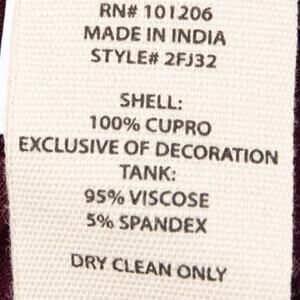 RN# 101206
MADE IN INDIA
STYLE# 2FJ32
SHELL:
100% CUPRO
EXCLUSIVE OF DECORATION
TANK:
95% VISCOSE
5% SPANDEX
DRY CLEAN ONLY